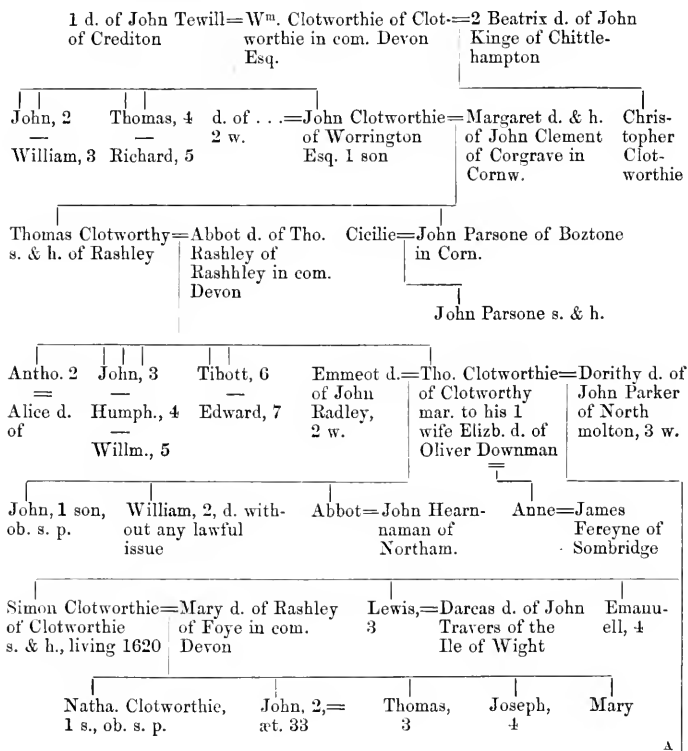 1 d. of John Tewill=Wm. Clotworthie of Clot-=2 Beatrix d. of John
of Crediton worthie in com. Devon Kinge of Chittle-
Esq. hampton
John, 2 Thomas, 4 d. of . . .=John Clotworthie=Margaret d. & h. Chris-
— — 2 w. of Worrington of John Clement topher
William, 3 Richard, 5 Esq. 1 son of Corgrave in Clot-
Cornw. worthie
Thomas Clotworthy=Abbot d. of Tho. Cicilie=John Parsone of Boztone
s. & h. of Rashley Rashley of in Corn.
Rashhley in com.
Devon
John Parsone s. & h.
Antho. 2 John, 3 Tibott, 6 Emmeot d.=Tho. Clotworthie=Dorithy d. of
= — — of John of Clotworthy John Parker
Alice d. Humph., 4 Edward, 7 Radley, mar. to his 1 of North
of — 2 w. wife Elizb. d. of molton, 3 w.
Willm., 5 Oliver Downman
=
John, 1 son, William, 2, d. with- Abbot=John Hearn- Anne=James
ob. s. p. out any lawful naman of Fereyne of
issue Northam. Sombridge
Simon Clotworthie=Mary d. of Rashley Lewis,=Darcas d. of John Emanu-
of Clotworthie of Foye in com. 3 Travers of the ell, 4
s. & h., living 1620 Devon Ile of Wight
Natha. Clotworthie, John, 2,= Thomas, Joseph, Mary
1 s., ob. s. p. æt. 33 3 4
A